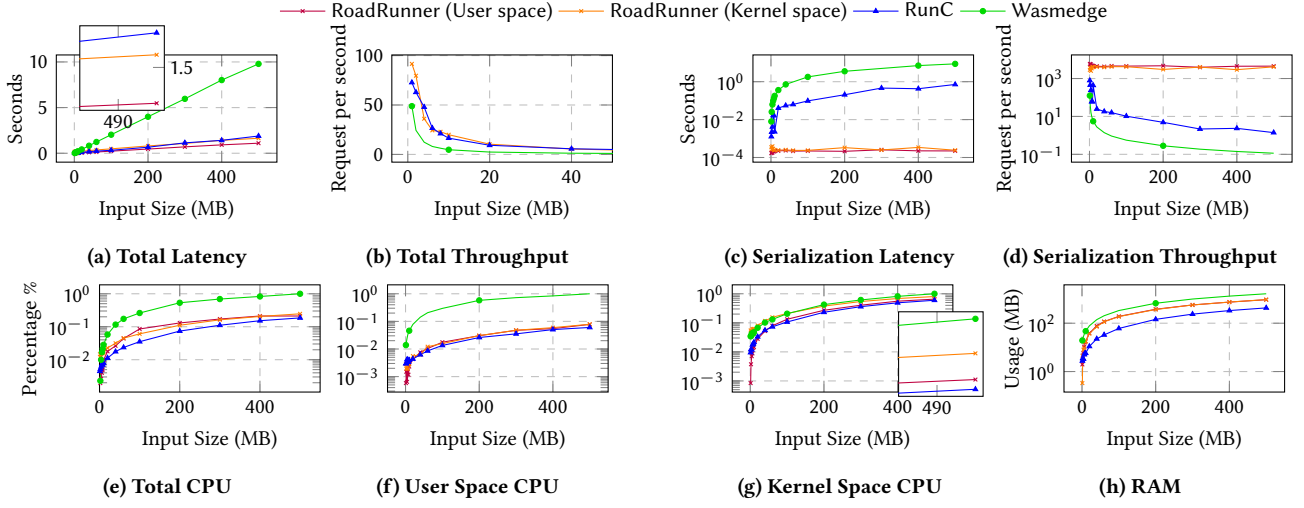 RoadRunner (User space) RoadRunner (Kernel space) RunC Wasmedge
Seconds
10
5
0
0 200 400
1.5
490
Input Size (MB)
(a) Total Latency
Request per second
100
50
0
0 20 40
Input Size (MB)
(b) Total Throughput
Seconds
10^0
10^−2
10^−4
0 200 400
Input Size (MB)
(c) Serialization Latency
Request per second
10^3
10^1
10^−1
0 200 400
Input Size (MB)
(d) Serialization Throughput
Percentage %
10^0
10^−1
10^−2
0 200 400
Input Size (MB)
(e) Total CPU
10^0
10^−1
10^−2
10^−3
0 200 400
Input Size (MB)
(f) User Space CPU
10^0
10^−1
10^−2
10^−3
0 200 400
490
Input Size (MB)
(g) Kernel Space CPU
Usage (MB)
10^2
10^0
0 200 400
Input Size (MB)
(h) RAM